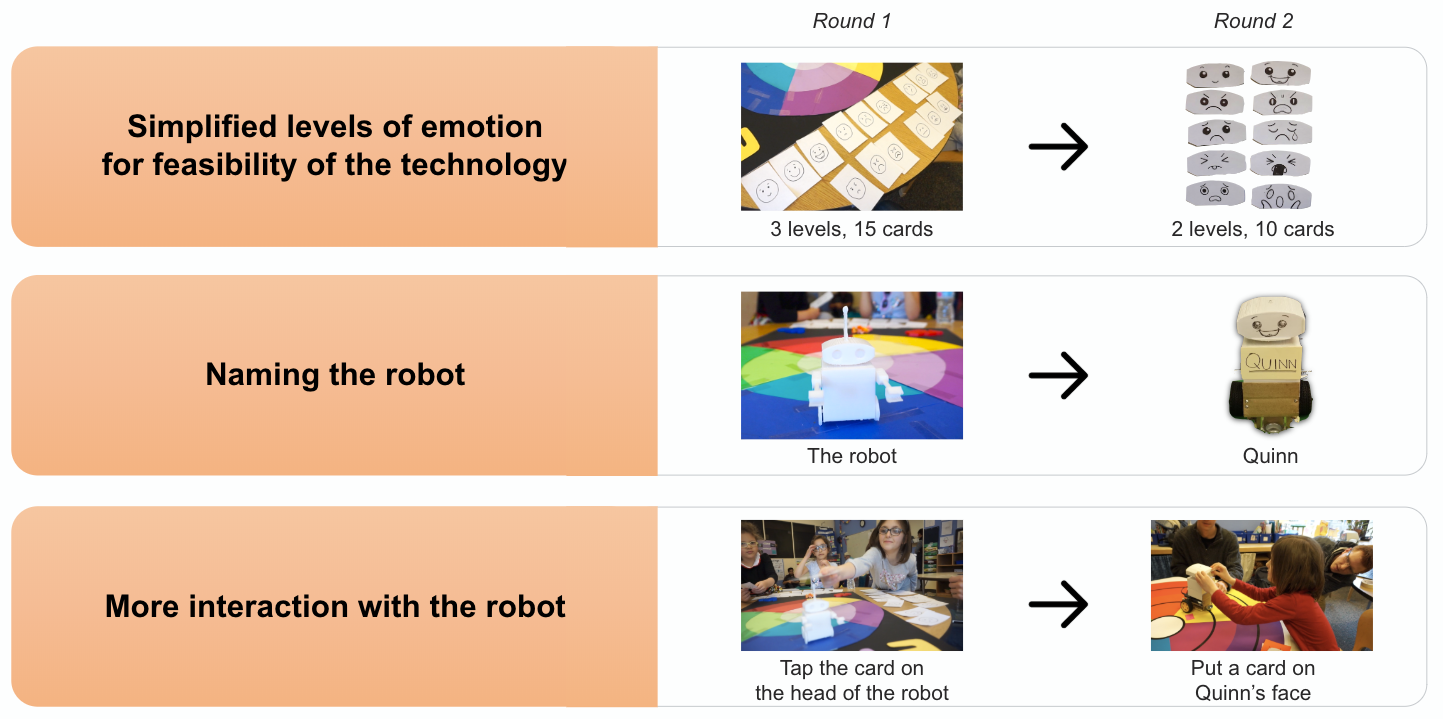 Round 1
Round 2
Simplified levels of emotion
for feasibility of the technology
3 levels, 15 cards
2 levels, 10 cards
Naming the robot
QUINN
The robot
Quinn
More interaction with the robot
Tap the card on
the head of the robot
Put a card on
Quinn's face